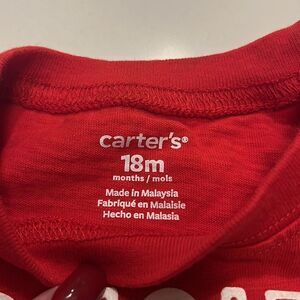 carter's®
18m
months / mois
Made in Malaysia
Fabriqué en Malaisie
Hecho en Malasia